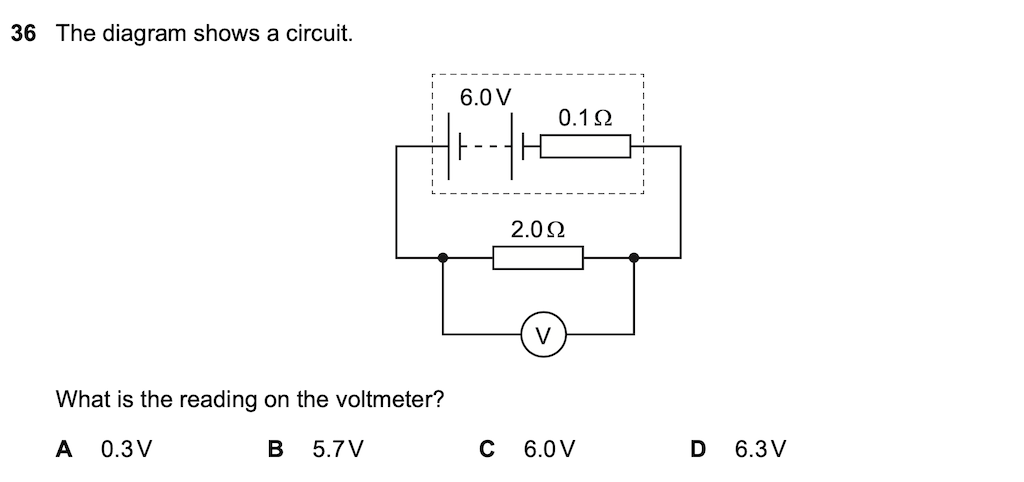 36 The diagram shows a circuit.
6.0 V
0.1 Ω
2.0 Ω
V
What is the reading on the voltmeter?
A 0.3 V B 5.7 V C 6.0 V D 6.3 V